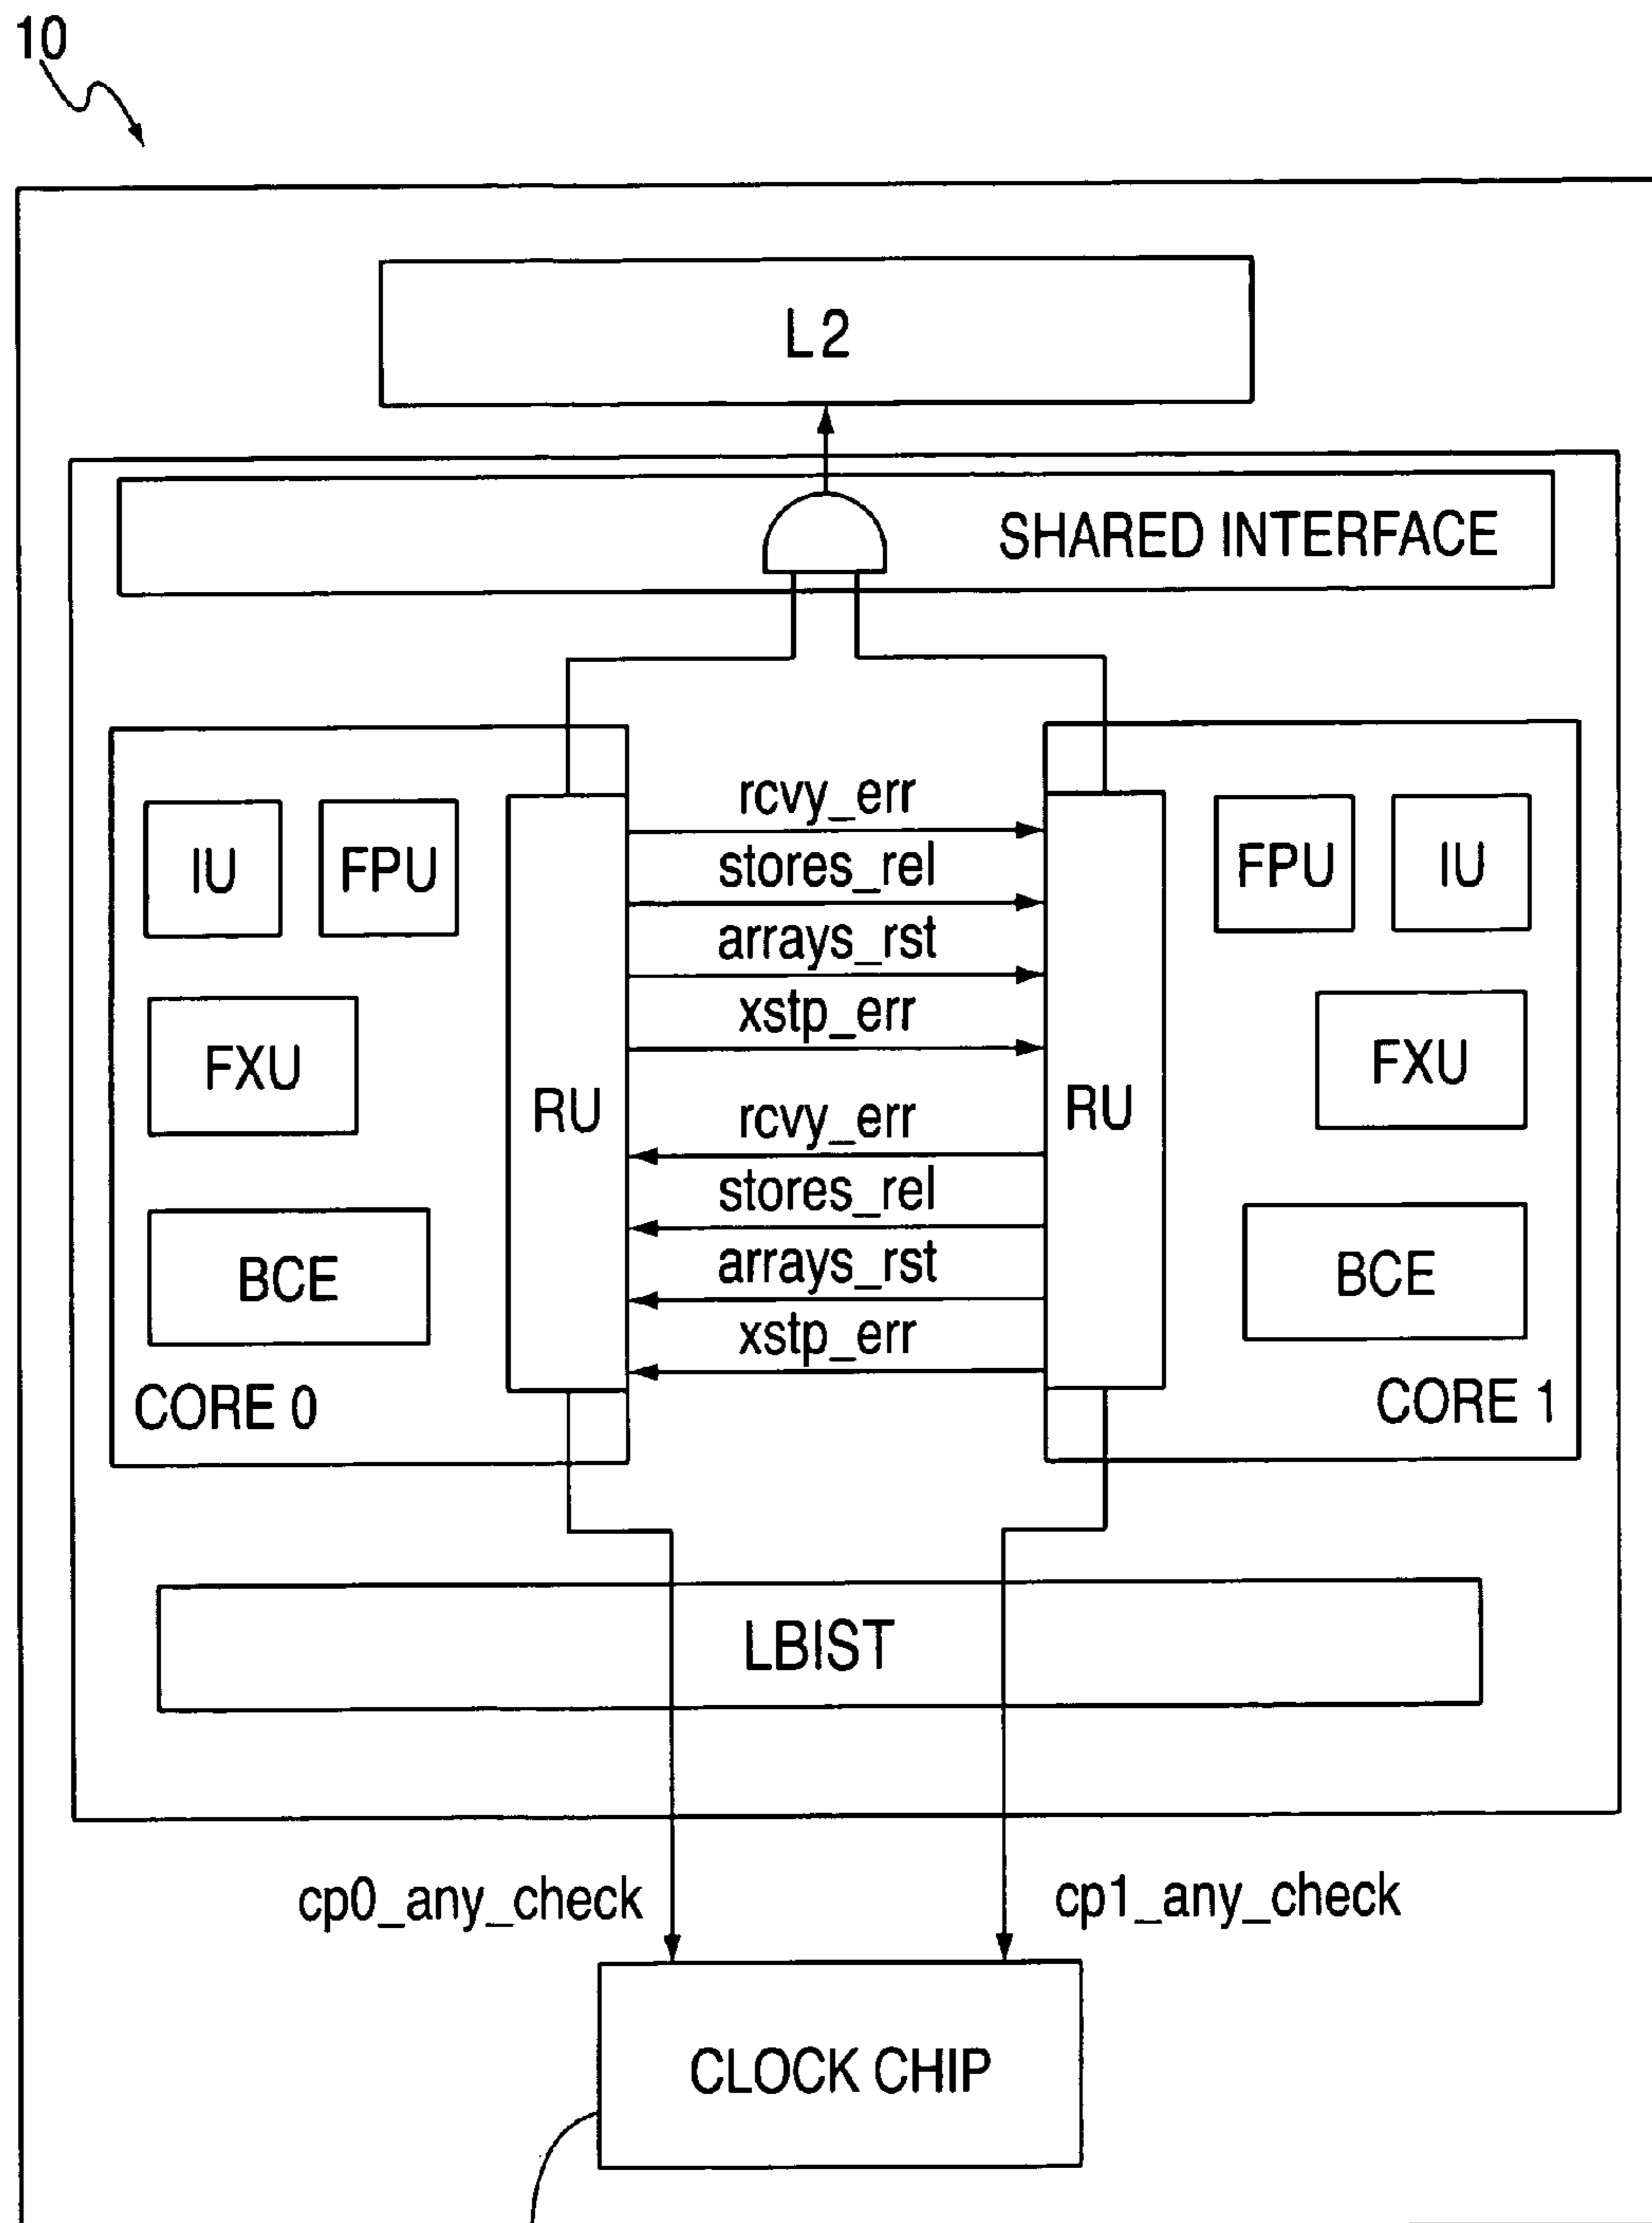 10
L2
SHARED INTERFACE
rcvy_err
stores_rel
arrays_rst
xstp_err
rcvy_err
stores_rel
arrays_rst
xstp_err
IU
FPU
FXU
BCE
RU
CORE 0
RU
FPU
IU
FXU
BCE
CORE 1
LBIST
cp0_any_check
cp1_any_check
CLOCK CHIP